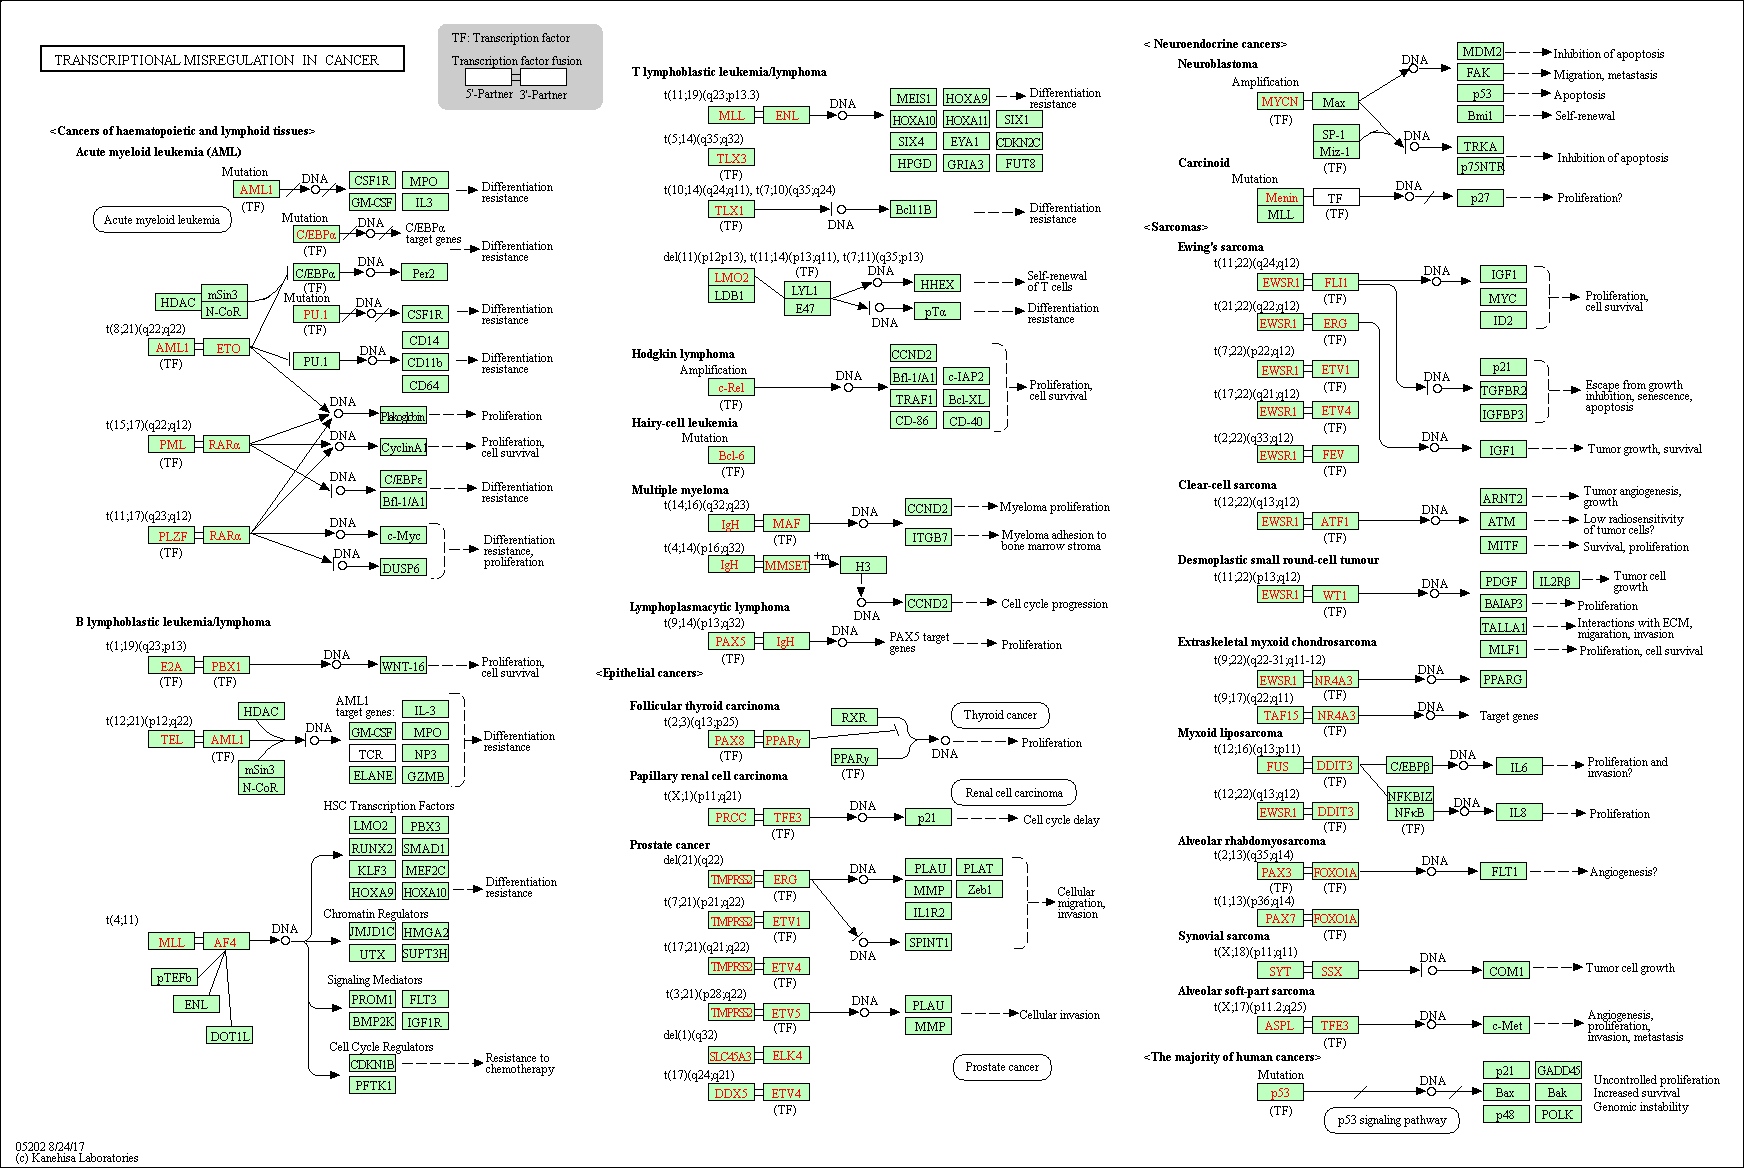 TRANSCRIPTIONAL MISREGULATION IN CANCER
TF: Transcription factor
Transcription factor fusion
5'-Partner 3'-Partner
<Cancers of haematopoietic and lymphoid tissues>
Acute myeloid leukemia (AML)
Mutation
AML1
(TF)
DNA
CSF1R MPO
GM-CSF IL3
Differentiation
resistance
Acute myeloid leukemia
Mutation
C/EBPα
(TF)
DNA
C/EBPα
target genes
Differentiation
resistance
C/EBPα
(TF)
DNA
Per2
HDAC
mSin3
N-CoR
Mutation
PU.1
(TF)
DNA
CSF1R
Differentiation
resistance
t(8;21)(q22;q22)
AML1 ETO
(TF)
PU.1
DNA
CD14
CD11b
CD64
Differentiation
resistance
DNA
Plakoglobin
Proliferation
t(15;17)(q22;q12)
PML RARα
(TF)
DNA
CyclinA1
Proliferation,
cell survival
DNA
C/EBPε
Bfl-1/A1
Differentiation
resistance
t(11;17)(q23;q12)
PLZF RARα
(TF)
DNA
c-Myc
DNA
DUSP6
Differentiation
resistance,
proliferation
B lymphoblastic leukemia/lymphoma
t(1;19)(q23;p13)
E2A PBX1
(TF) (TF)
DNA
WNT-16
Proliferation,
cell survival
t(12;21)(p12;q22)
TEL AML1
(TF)
HDAC
mSin3
N-CoR
DNA
AML1
target genes:
IL-3
GM-CSF MPO
TCR NP3
ELANE GZMB
Differentiation
resistance
HSC Transcription Factors
LMO2 PBX3
RUNX2 SMAD1
KLF3 MEF2C
HOXA9 HOXA10
Differentiation
resistance
t(4;11)
MLL AF4
DNA
pTEFb
ENL
DOT1L
Chromatin Regulators
JMJD1C HMGA2
UTX SUPT3H
Signaling Mediators
PROM1 FLT3
BMP2K IGF1R
Cell Cycle Regulators
CDKN1B
PFTK1
Resistance to
chemotherapy
T lymphoblastic leukemia/lymphoma
t(11;19)(q23;p13.3)
MLL ENL
DNA
MEIS1 HOXA9
HOXA10 HOXA11 SIX1
SIX4 EYA1 CDKN2C
HPGD GRIA3 FUT8
Differentiation
resistance
t(5;14)(q35;q32)
TLX3
(TF)
t(10;14)(q24;q11), t(7;10)(q35;q24)
TLX1
(TF)
DNA
Bcl11B
Differentiation
resistance
del(11)(p12p13), t(11;14)(p13;q11), t(7;11)(q35;p13)
LMO2
LDB1
(TF)
LYL1
E47
DNA
HHEX
Self-renewal
of T cells
DNA
pTα
Differentiation
resistance
Hodgkin lymphoma
Amplification
c-Rel
(TF)
DNA
CCND2
Bfl-1/A1 c-IAP2
TRAF1 Bcl-XL
CD-86 CD-40
Proliferation,
cell survival
Hairy-cell leukemia
Mutation
Bcl-6
(TF)
Multiple myeloma
t(14;16)(q32;q23)
IgH MAF
(TF)
DNA
CCND2
Myeloma proliferation
ITGB7
Myeloma adhesion to
bone marrow stroma
t(4;14)(p16;q32)
IgH MMSET
+m
H3
DNA
CCND2
Cell cycle progression
Lymphoplasmacytic lymphoma
t(9;14)(p13;q32)
PAX5 IgH
(TF)
DNA
PAX5 target
genes
Proliferation
<Epithelial cancers>
Follicular thyroid carcinoma
t(2;3)(q13;p25)
PAX8 PPARγ
(TF)
RXR
PPARγ
(TF)
DNA
Thyroid cancer
Proliferation
Papillary renal cell carcinoma
t(X;1)(p11;q21)
PRCC TFE3
(TF)
DNA
p21
Renal cell carcinoma
Cell cycle delay
Prostate cancer
del(21)(q22)
TMPRSS2 ERG
(TF)
DNA
PLAU PLAT
MMP Zeb1
IL1R2
DNA
SPINT1
Cellular
migration,
invasion
t(7;21)(p21;q22)
TMPRSS2 ETV1
(TF)
t(17;21)(q21;q22)
TMPRSS2 ETV4
(TF)
t(3;21)(p28;q22)
TMPRSS2 ETV5
(TF)
DNA
PLAU
MMP
Cellular invasion
del(1)(q32)
SLC45A3 ELK4
t(17)(q24;q21)
DDX5 ETV4
(TF)
Prostate cancer
< Neuroendocrine cancers>
Neuroblastoma
Amplification
MYCN Max
(TF)
SP-1
Miz-1
(TF)
DNA
MDM2
Inhibition of apoptosis
FAK
Migration, metastasis
p53
Apoptosis
Bmi1
Self-renewal
DNA
TRKA
p75NTR
Inhibition of apoptosis
Carcinoid
Mutation
Menin
MLL
TF
(TF)
DNA
p27
Proliferation?
<Sarcomas>
Ewing's sarcoma
t(11;22)(q24;q12)
EWSR1 FLI1
(TF)
DNA
IGF1
MYC
ID2
Proliferation,
cell survival
t(21;22)(q22;q12)
EWSR1 ERG
(TF)
t(7;22)(p22;q12)
EWSR1 ETV1
(TF)
DNA
p21
TGFBR2
IGFBP3
Escape from growth
inhibition, senescence,
apoptosis
t(17;22)(q21;q12)
EWSR1 ETV4
(TF)
t(2;22)(q33;q12)
EWSR1 FEV
(TF)
DNA
IGF1
Tumor growth, survival
Clear-cell sarcoma
t(12;22)(q13;q12)
EWSR1 ATF1
(TF)
DNA
ARNT2
Tumor angiogenesis,
growth
ATM
Low radiosensitivity
of tumor cells?
MITF
Survival, proliferation
Desmoplastic small round-cell tumour
t(11;22)(p13;q12)
EWSR1 WT1
(TF)
DNA
PDGF IL2Rβ
Tumor cell
growth
BAIAP3
Proliferation
TALLA1
Interactions with ECM,
migaration, invasion
MLF1
Proliferation, cell survival
Extraskeletal myxoid chondrosarcoma
t(9;22)(q22-31;q11-12)
EWSR1 NR4A3
(TF)
DNA
PPARG
t(9;17)(q22;q11)
TAF15 NR4A3
(TF)
DNA
Target genes
Myxoid liposarcoma
t(12;16)(q13;p11)
FUS DDIT3
(TF)
C/EBPβ
DNA
IL6
Proliferation and
invasion?
t(12;22)(q13;q12)
EWSR1 DDIT3
(TF)
NFKBIZ
NFκB
(TF)
DNA
IL8
Proliferation
Alveolar rhabdomyosarcoma
t(2;13)(q35;q14)
PAX3 FOXO1A
(TF) (TF)
DNA
FLT1
Angiogenesis?
t(1;13)(p36;q14)
PAX7 FOXO1A
(TF)
Synovial sarcoma
t(X;18)(p11;q11)
SYT SSX
DNA
COM1
Tumor cell growth
Alveolar soft-part sarcoma
t(X;17)(p11.2;q25)
ASPL TFE3
(TF)
DNA
c-Met
Angiogenesis,
proliferation,
invasion, metastasis
<The majority of human cancers>
Mutation
p53
(TF)
DNA
p53 signaling pathway
p21 GADD45
Bax Bak
p48 POLK
Uncontrolled proliferation
Increased survival
Genomic instability
05202 8/24/17
(c) Kanehisa Laboratories